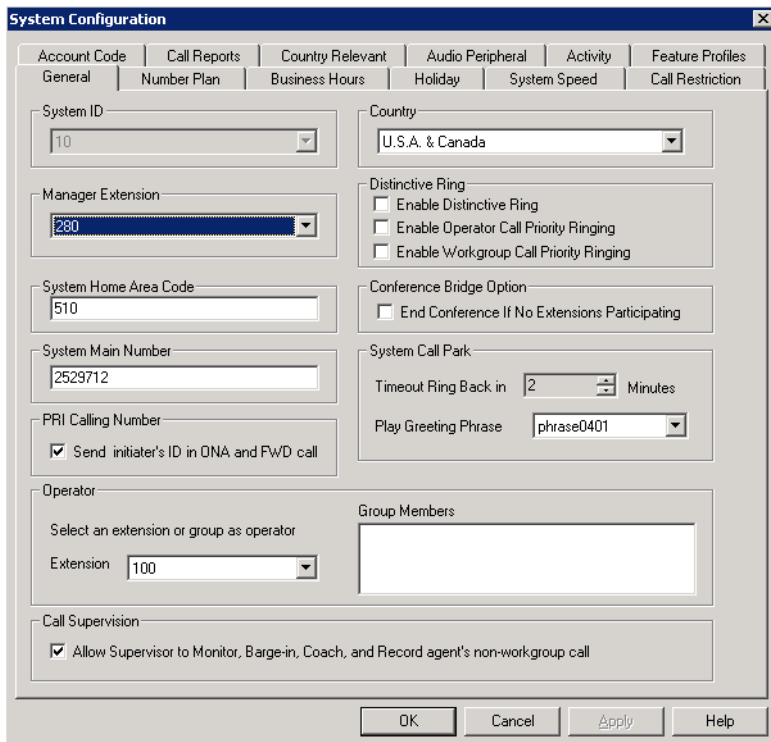 System Configuration
Account Code
Call Reports
Country Relevant
Audio Peripheral
Activity
Feature Profiles
General
Number Plan
Business Hours
Holiday
System Speed
Call Restriction
System ID
10
Country
U.S.A. & Canada
Manager Extension
280
Distinctive Ring
Enable Distinctive Ring
Enable Operator Call Priority Ringing
Enable Workgroup Call Priority Ringing
System Home Area Code
510
Conference Bridge Option
End Conference If No Extensions Participating
System Main Number
2529712
System Call Park
Timeout Ring Back in 2 Minutes
Play Greeting Phrase phrase0401
PRI Calling Number
Send initiater's ID in ONA and FWD call
Operator
Select an extension or group as operator
Extension 100
Group Members
Call Supervision
Allow Supervisor to Monitor, Barge-in, Coach, and Record agent's non-workgroup call
OK
Cancel
Apply
Help